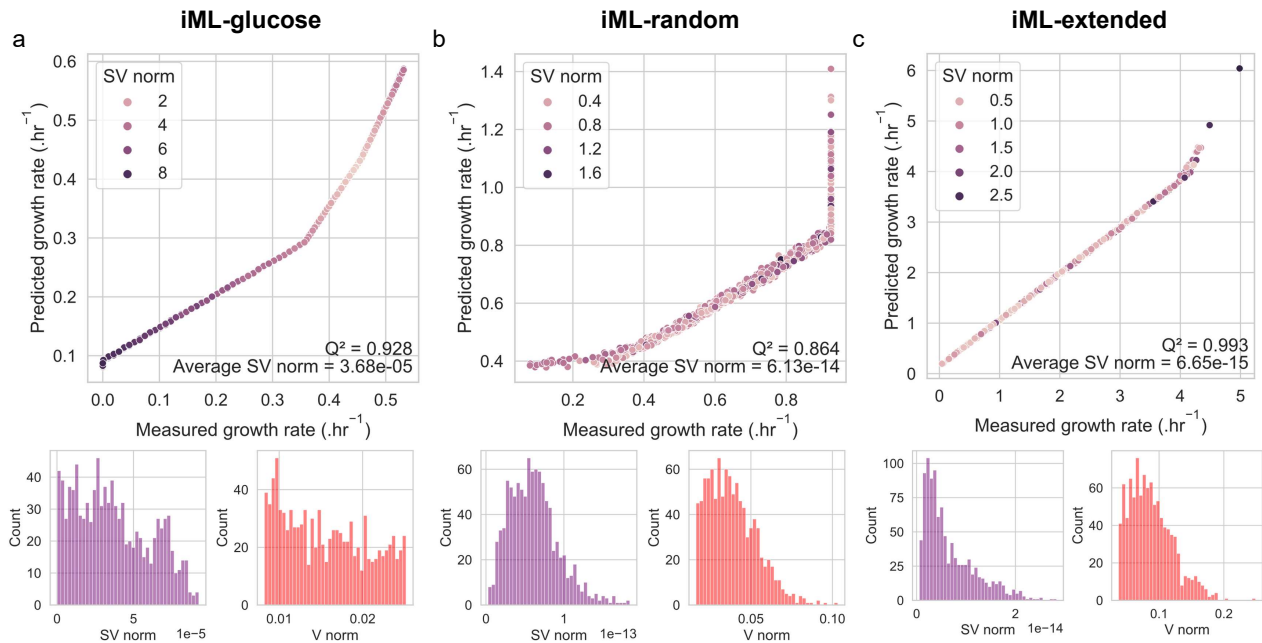 iML-glucose
iML-random
iML-extended
a
b
c
SV norm
2
4
6
8
0.6
0.5
0.4
0.3
0.2
0.1
Predicted growth rate (.hr⁻¹)
Q² = 0.928
Average SV norm = 3.68e-05
0.0 0.1 0.2 0.3 0.4 0.5
Measured growth rate (.hr⁻¹)
SV norm
0.4
0.8
1.2
1.6
1.4
1.2
1.0
0.8
0.6
0.4
Predicted growth rate (.hr⁻¹)
Q² = 0.864
Average SV norm = 6.13e-14
0.2 0.4 0.6 0.8
Measured growth rate (.hr⁻¹)
SV norm
0.5
1.0
1.5
2.0
2.5
6
5
4
3
2
1
0
Predicted growth rate (.hr⁻¹)
Q² = 0.993
Average SV norm = 6.65e-15
0 1 2 3 4 5
Measured growth rate (.hr⁻¹)
40
30
20
10
0
Count
5
SV norm
1e-5
40
20
0
Count
0.01 0.02
V norm
60
40
20
0
Count
1
SV norm
1e-13
60
40
20
0
Count
0.05 0.10
V norm
100
75
50
25
0
Count
0 2
SV norm
1e-14
60
40
20
0
Count
0.1 0.2
V norm